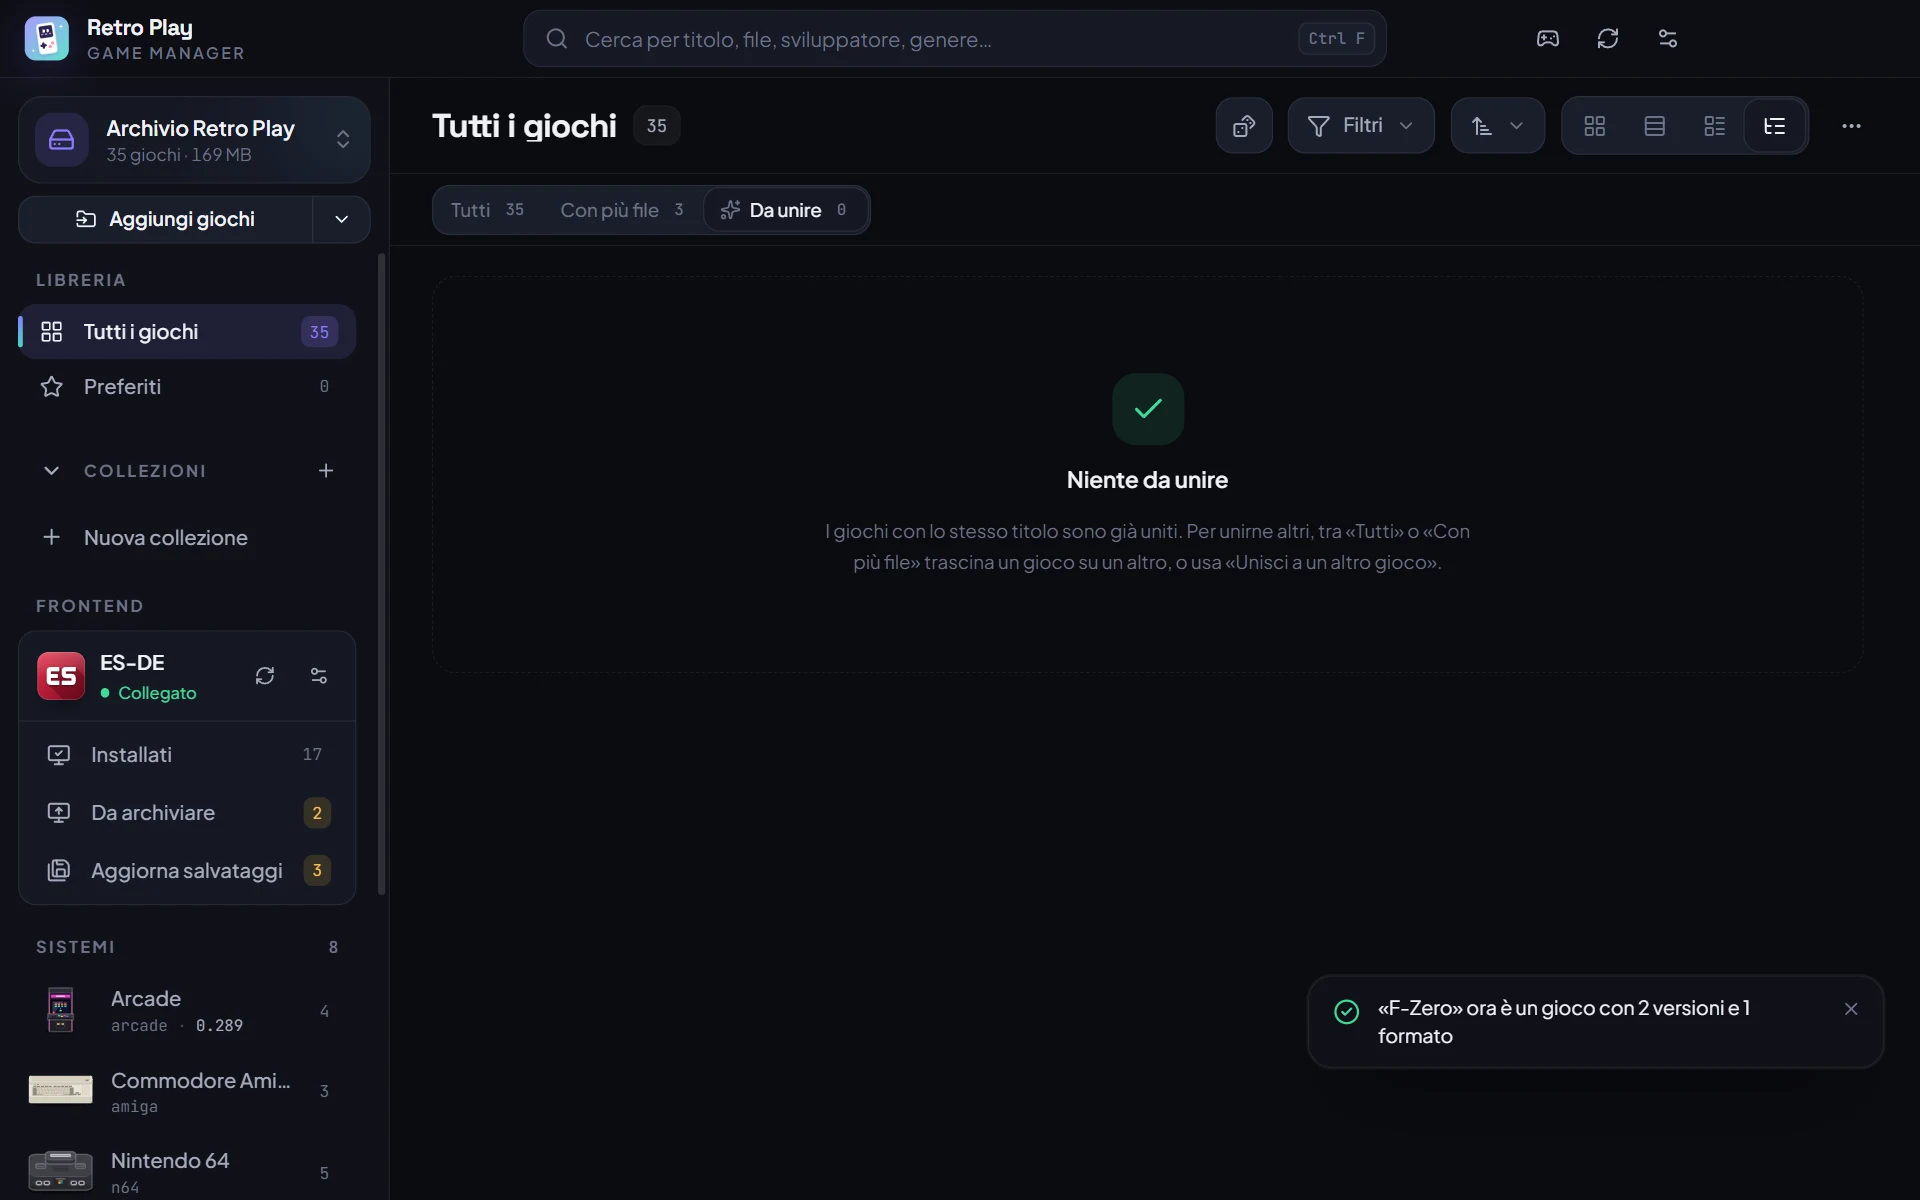 Retro Play
GAME MANAGER
Cerca per titolo, file, sviluppatore, genere...
Ctrl F
Archivio Retro Play
35 giochi · 169 MB
Aggiungi giochi
LIBRERIA
Tutti i giochi 35
Preferiti 0
COLLEZIONI
Nuova collezione
FRONTEND
ES
ES-DE
Collegato
Installati 17
Da archiviare 2
Aggiorna salvataggi 3
SISTEMI 8
Arcade
arcade · 0.289
4
Commodore Ami...
amiga
3
Nintendo 64
n64
5
Tutti i giochi 35
Filtri
Tutti 35
Con più file 3
Da unire 0
Niente da unire
I giochi con lo stesso titolo sono già uniti. Per unirne altri, tra «Tutti» o «Con
più file» trascina un gioco su un altro, o usa «Unisci a un altro gioco».
«F-Zero» ora è un gioco con 2 versioni e 1
formato